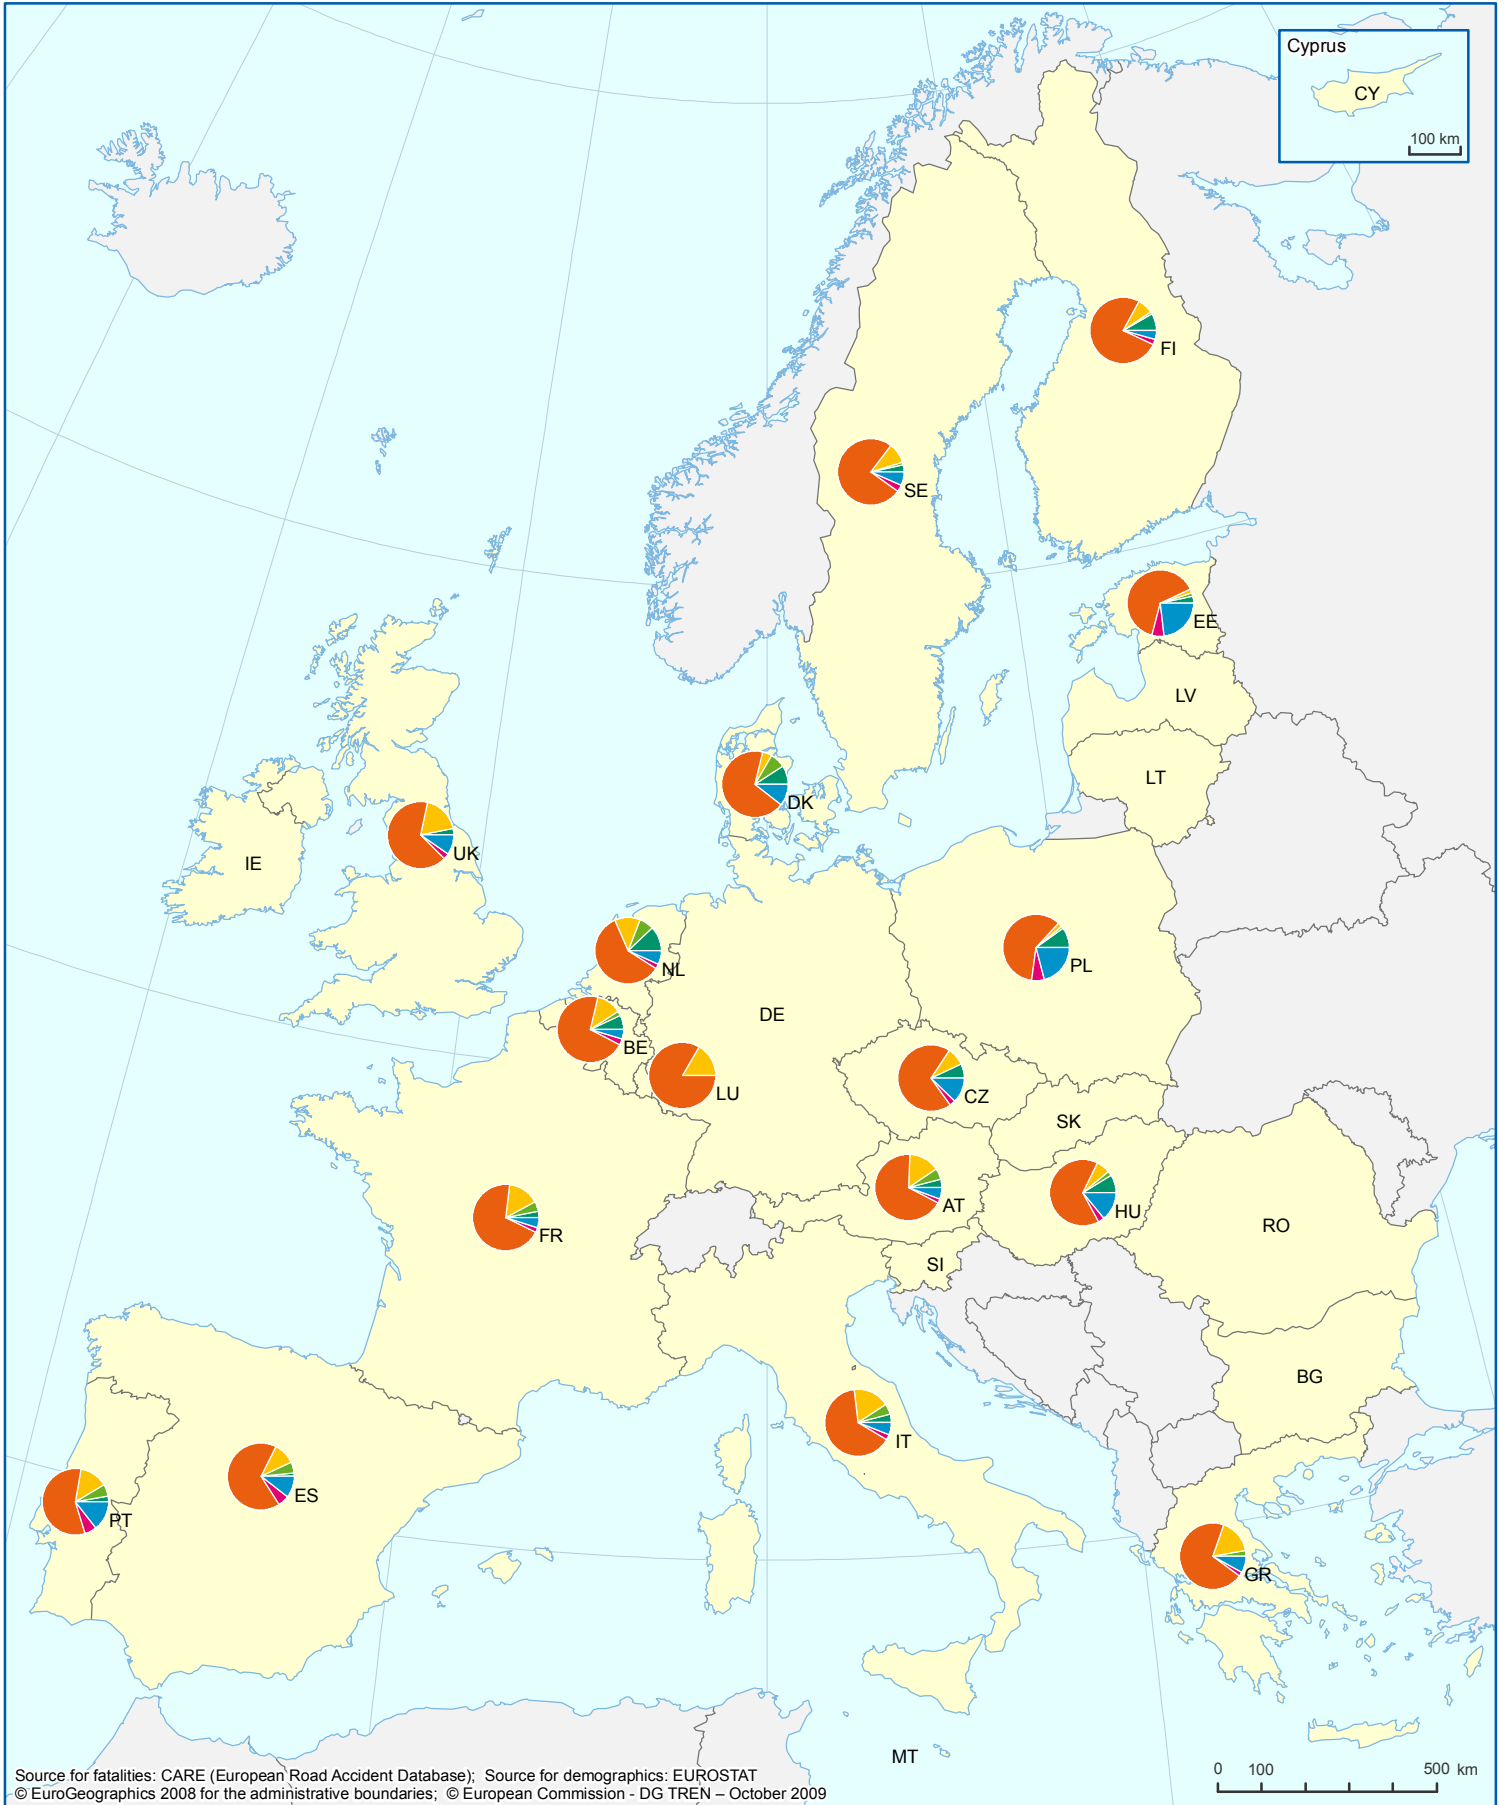 Cyprus
CY
100 km
FI
SE
EE
LV
LT
DK
UK
IE
NL
PL
DE
BE
LU
CZ
SK
AT
HU
FR
RO
SI
BG
IT
ES
PT
GR
MT
0 100 500 km
Source for fatalities: CARE (European Road Accident Database); Source for demographics: EUROSTAT
© EuroGeographics 2008 for the administrative boundaries; © European Commission - DG TREN – October 2009